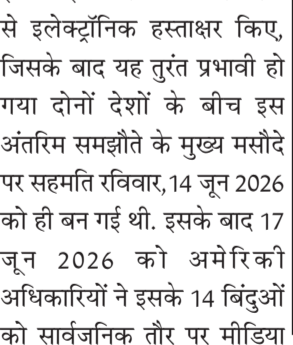 से इलेक्ट्रॉनिक हस्ताक्षर किए,
जिसके बाद यह तुरंत प्रभावी हो
गया दोनों देशों के बीच इस
अंतरिम समझौते के मुख्य मसौदे
पर सहमति रविवार,14 जून 2026
को ही बन गई थी. इसके बाद 17
जून 2026 को अमेरिकी
अधिकारियों ने इसके 14 बिंदुओं
को सार्वजनिक तौर पर मीडिया